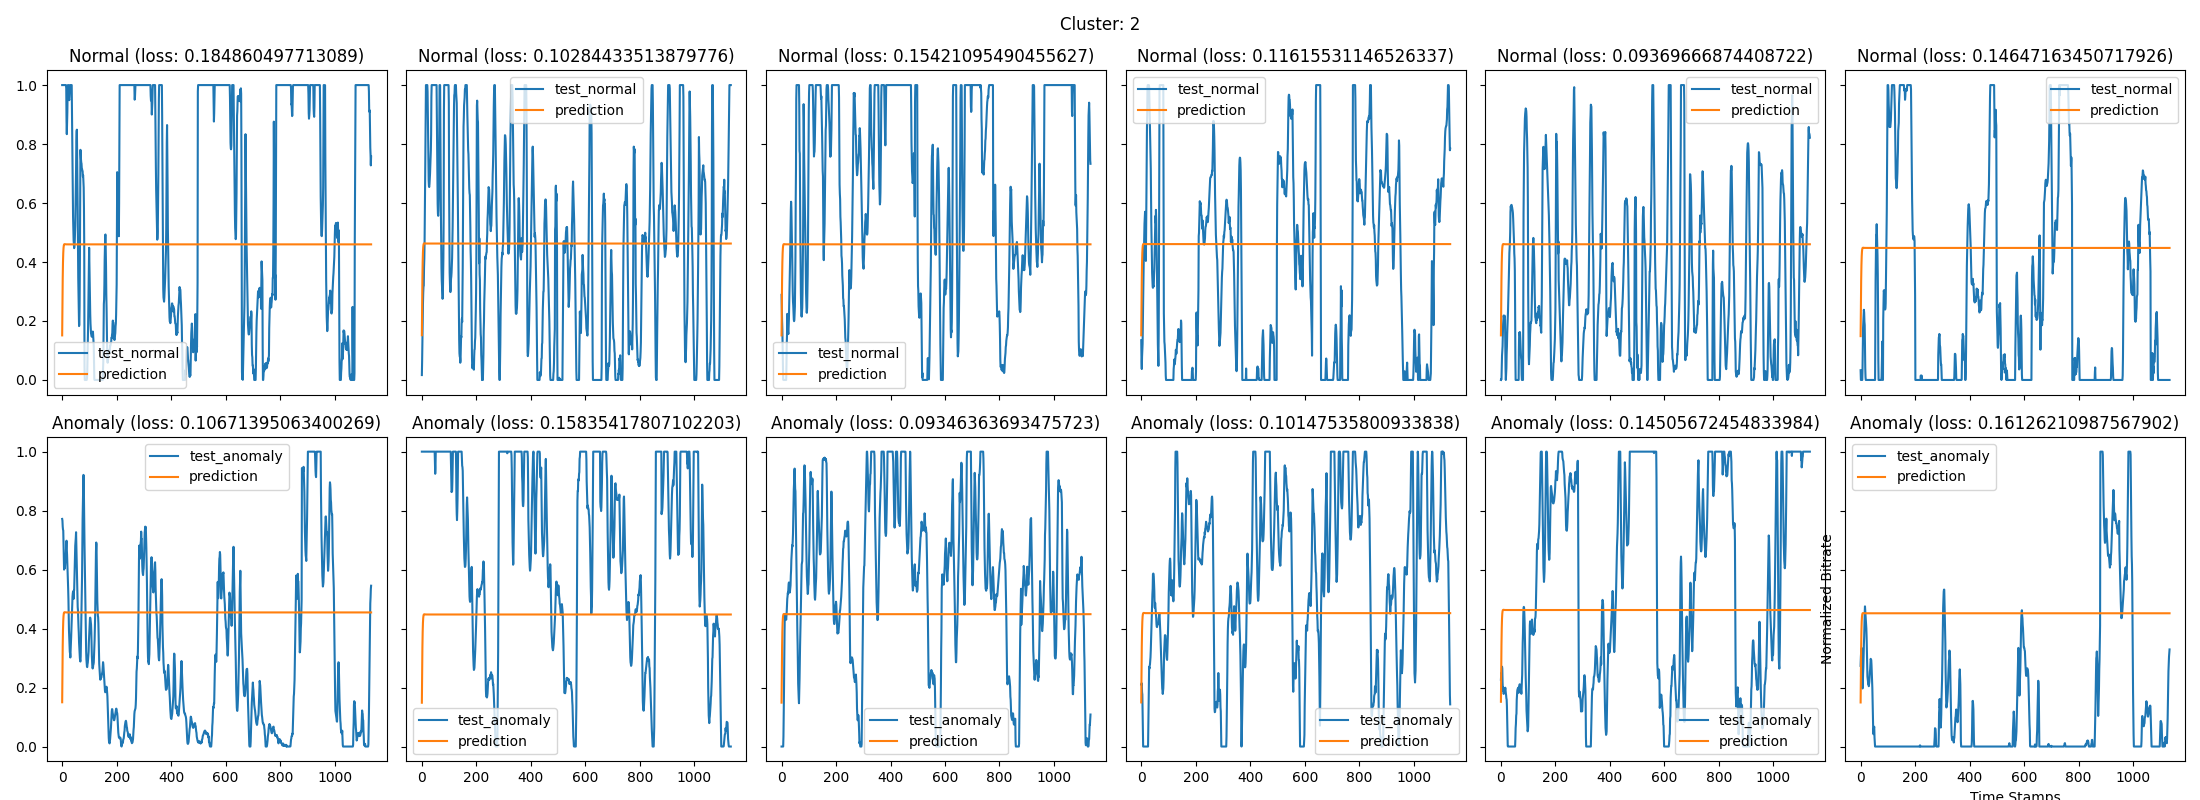 Cluster: 2
Normal (loss: 0.184860497713089)
Normal (loss: 0.10284433513879776)
Normal (loss: 0.15421095490455627)
Normal (loss: 0.11615531146526337)
Normal (loss: 0.09369666874408722)
Normal (loss: 0.14647163450717926)
1.0
0.8
0.6
0.4
0.2
0.0
test_normal
prediction
test_normal
prediction
test_normal
prediction
test_normal
prediction
test_normal
prediction
test_normal
prediction
Anomaly (loss: 0.10671395063400269)
Anomaly (loss: 0.15835417807102203)
Anomaly (loss: 0.09346363693475723)
Anomaly (loss: 0.10147535800933838)
Anomaly (loss: 0.14505672454833984)
Anomaly (loss: 0.16126210987567902)
1.0
0.8
0.6
0.4
0.2
0.0
test_anomaly
prediction
test_anomaly
prediction
test_anomaly
prediction
test_anomaly
prediction
test_anomaly
prediction
test_anomaly
prediction
Normalized Bitrate
0 200 400 600 800 1000
0 200 400 600 800 1000
0 200 400 600 800 1000
0 200 400 600 800 1000
0 200 400 600 800 1000
0 200 400 600 800 1000
Time Stamps